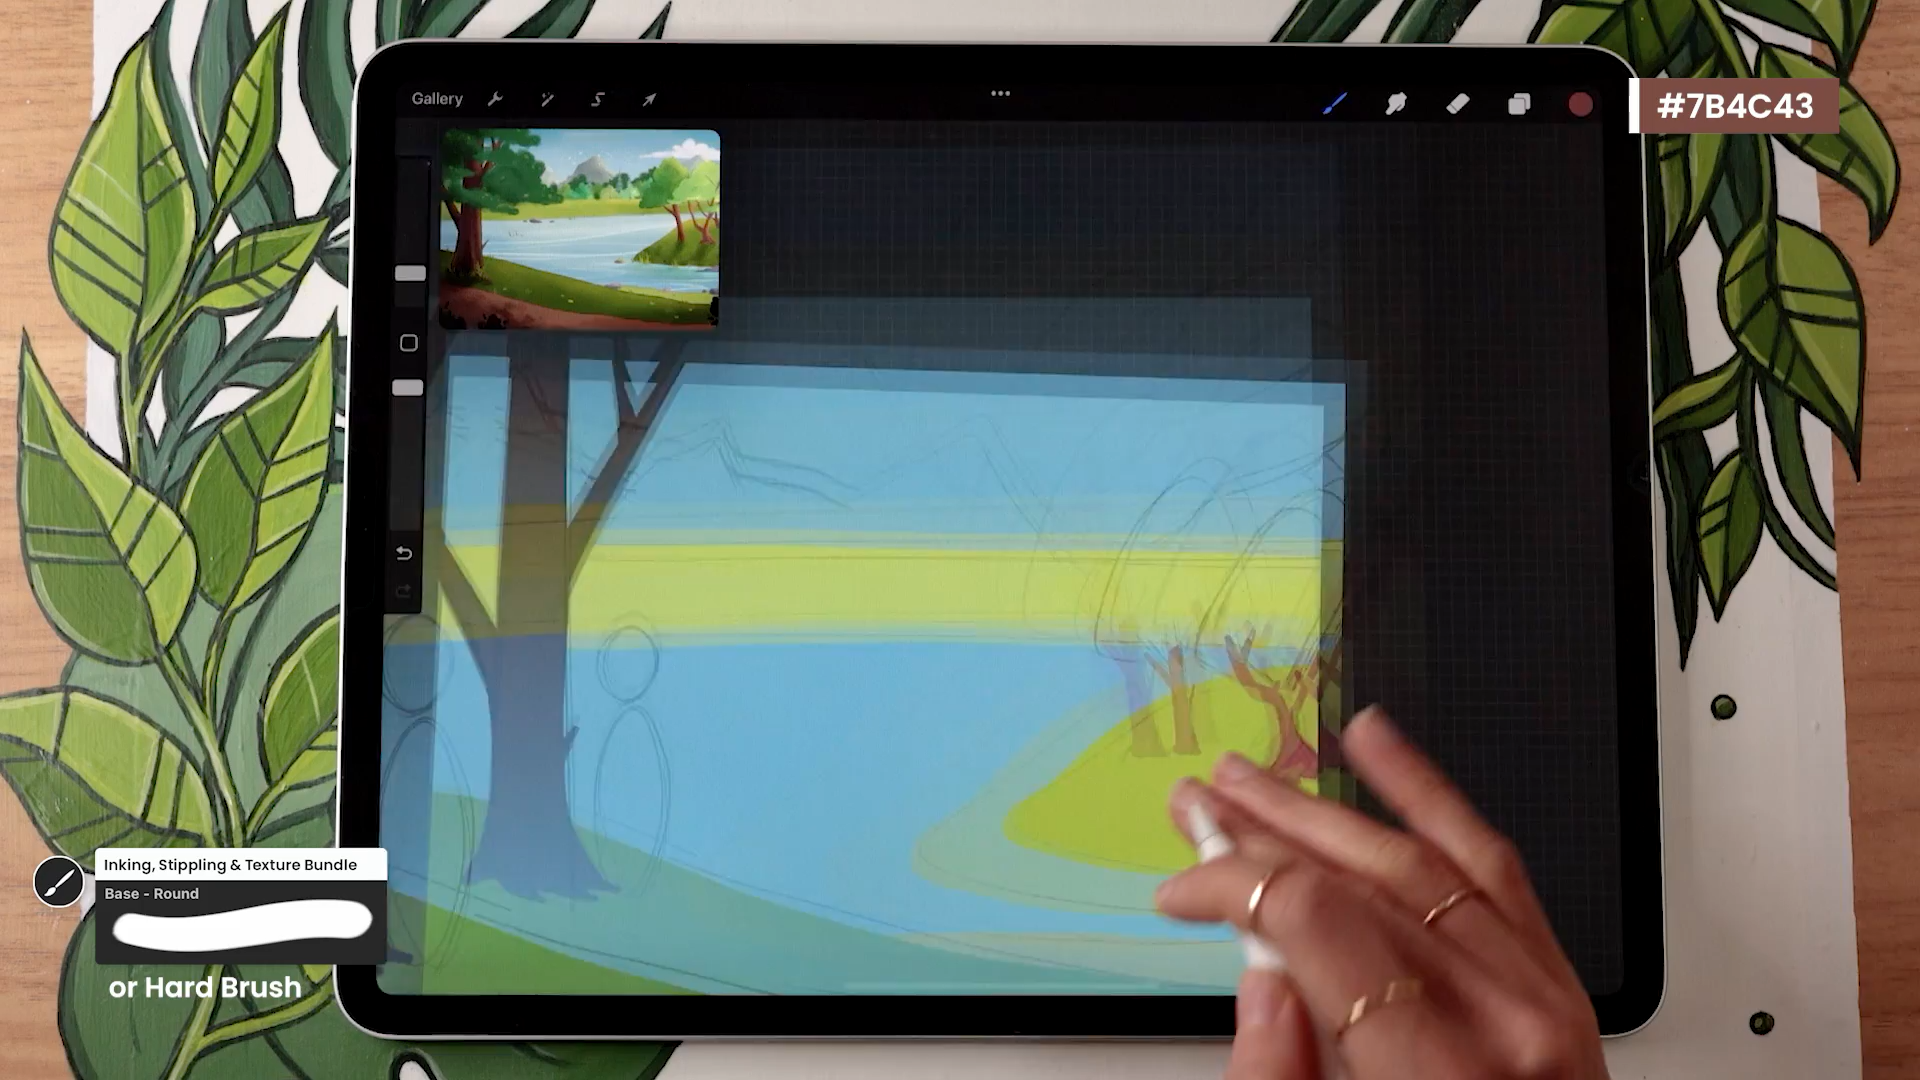 Gallery
#7B4C43
Inking, Stippling & Texture Bundle
Base - Round
or Hard Brush